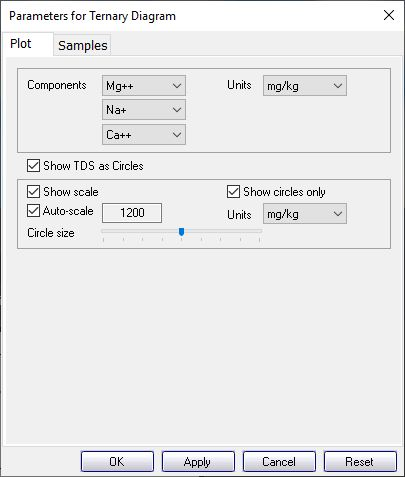 Parameters for Ternary Diagram
Plot Samples
Components Mg++ Units mg/kg
Na+
Ca++
Show TDS as Circles
Show scale Show circles only
Auto-scale 1200 Units mg/kg
Circle size
OK Apply Cancel Reset